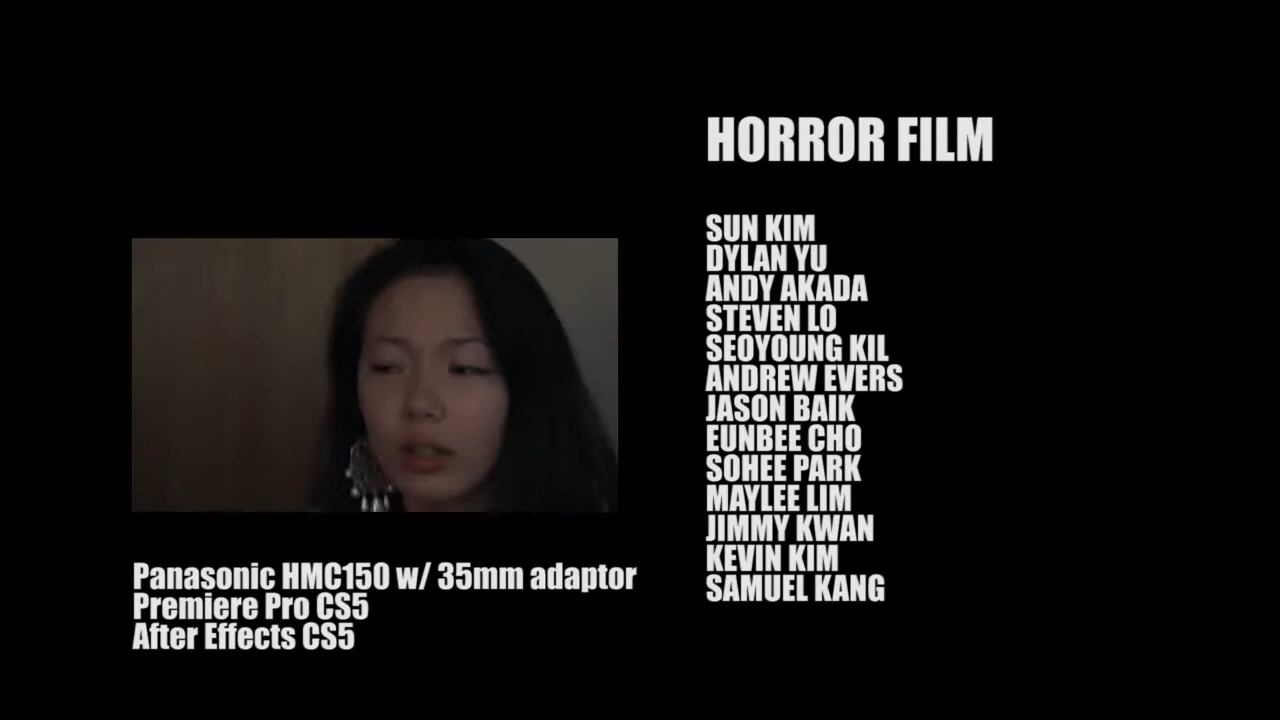 HORROR FILM
SUN KIM
DYLAN YU
ANDY AKADA
STEVEN LO
SEOYOUNG KIL
ANDREW EVERS
JASON BAIK
EUNBEE CHO
SOHEE PARK
MAYLEE LIM
JIMMY KWAN
KEVIN KIM
SAMUEL KANG
Panasonic HMC150 w/ 35mm adaptor
Premiere Pro CS5
After Effects CS5